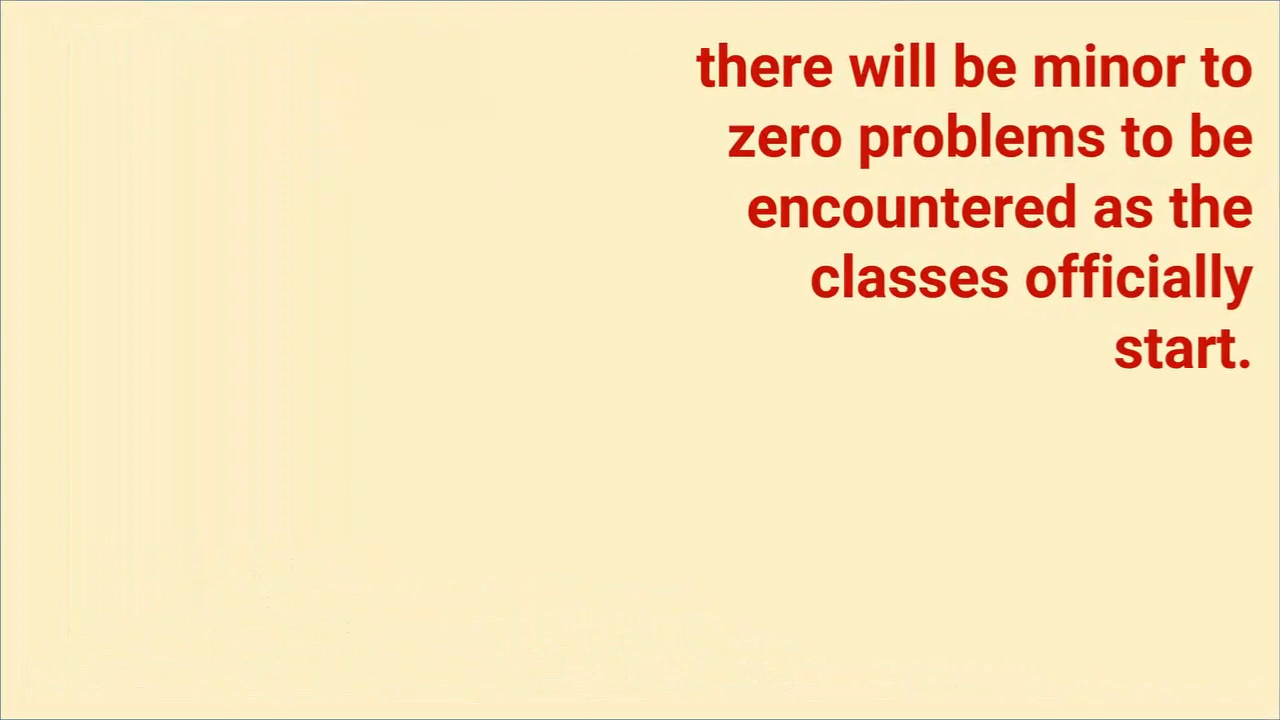 there will be minor to
zero problems to be
encountered as the
classes officially
start.